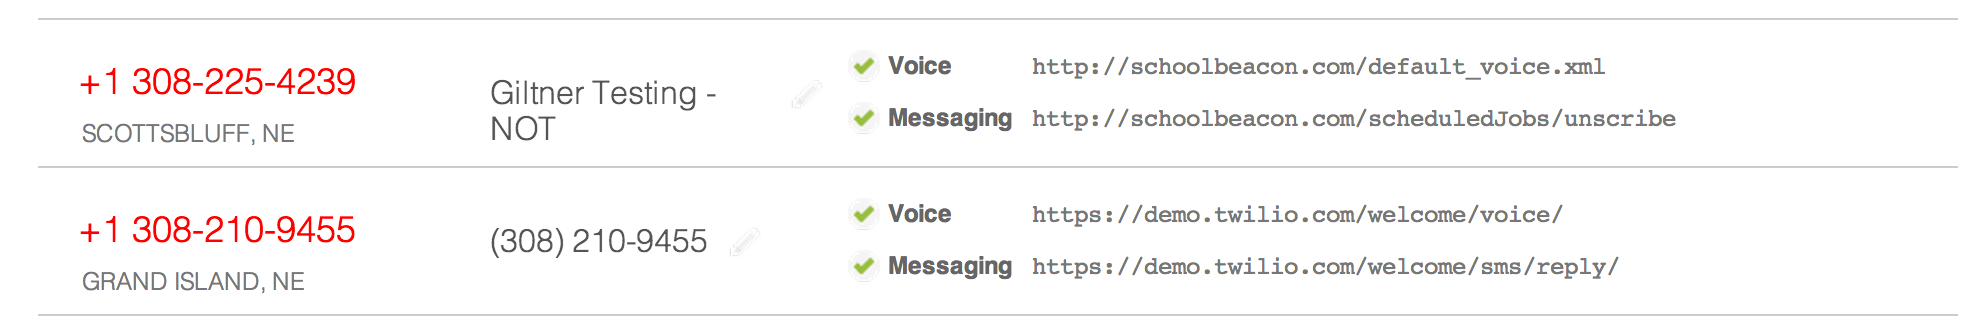 +1 308-225-4239
SCOTTSBLUFF, NE
Giltner Testing -
NOT
Voice http://schoolbeacon.com/default_voice.xml
Messaging http://schoolbeacon.com/scheduledJobs/unscribe
+1 308-210-9455
GRAND ISLAND, NE
(308) 210-9455
Voice https://demo.twilio.com/welcome/voice/
Messaging https://demo.twilio.com/welcome/sms/reply/